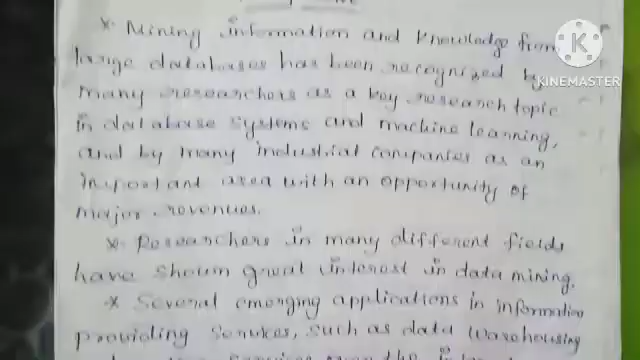 * Mining information and knowledge from
large databases has been recognized by
many researchers as a key research topic
in database systems and machine learning,
and by many industrial companies as an
important area with an opportunity of
major revenues.
* Researchers in many different fields
have shown great interest in data mining.
* Several emerging applications in information
providing services, such as data warehousing
KINEMASTER